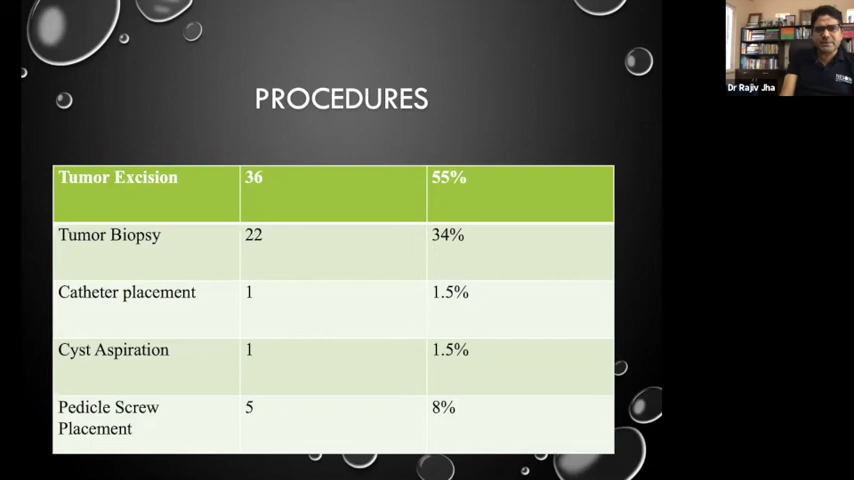 PROCEDURES
Tumor Excision 36 55%
Tumor Biopsy 22 34%
Catheter placement 1 1.5%
Cyst Aspiration 1 1.5%
Pedicle Screw 5 8%
Placement
Dr Rajiv Jha